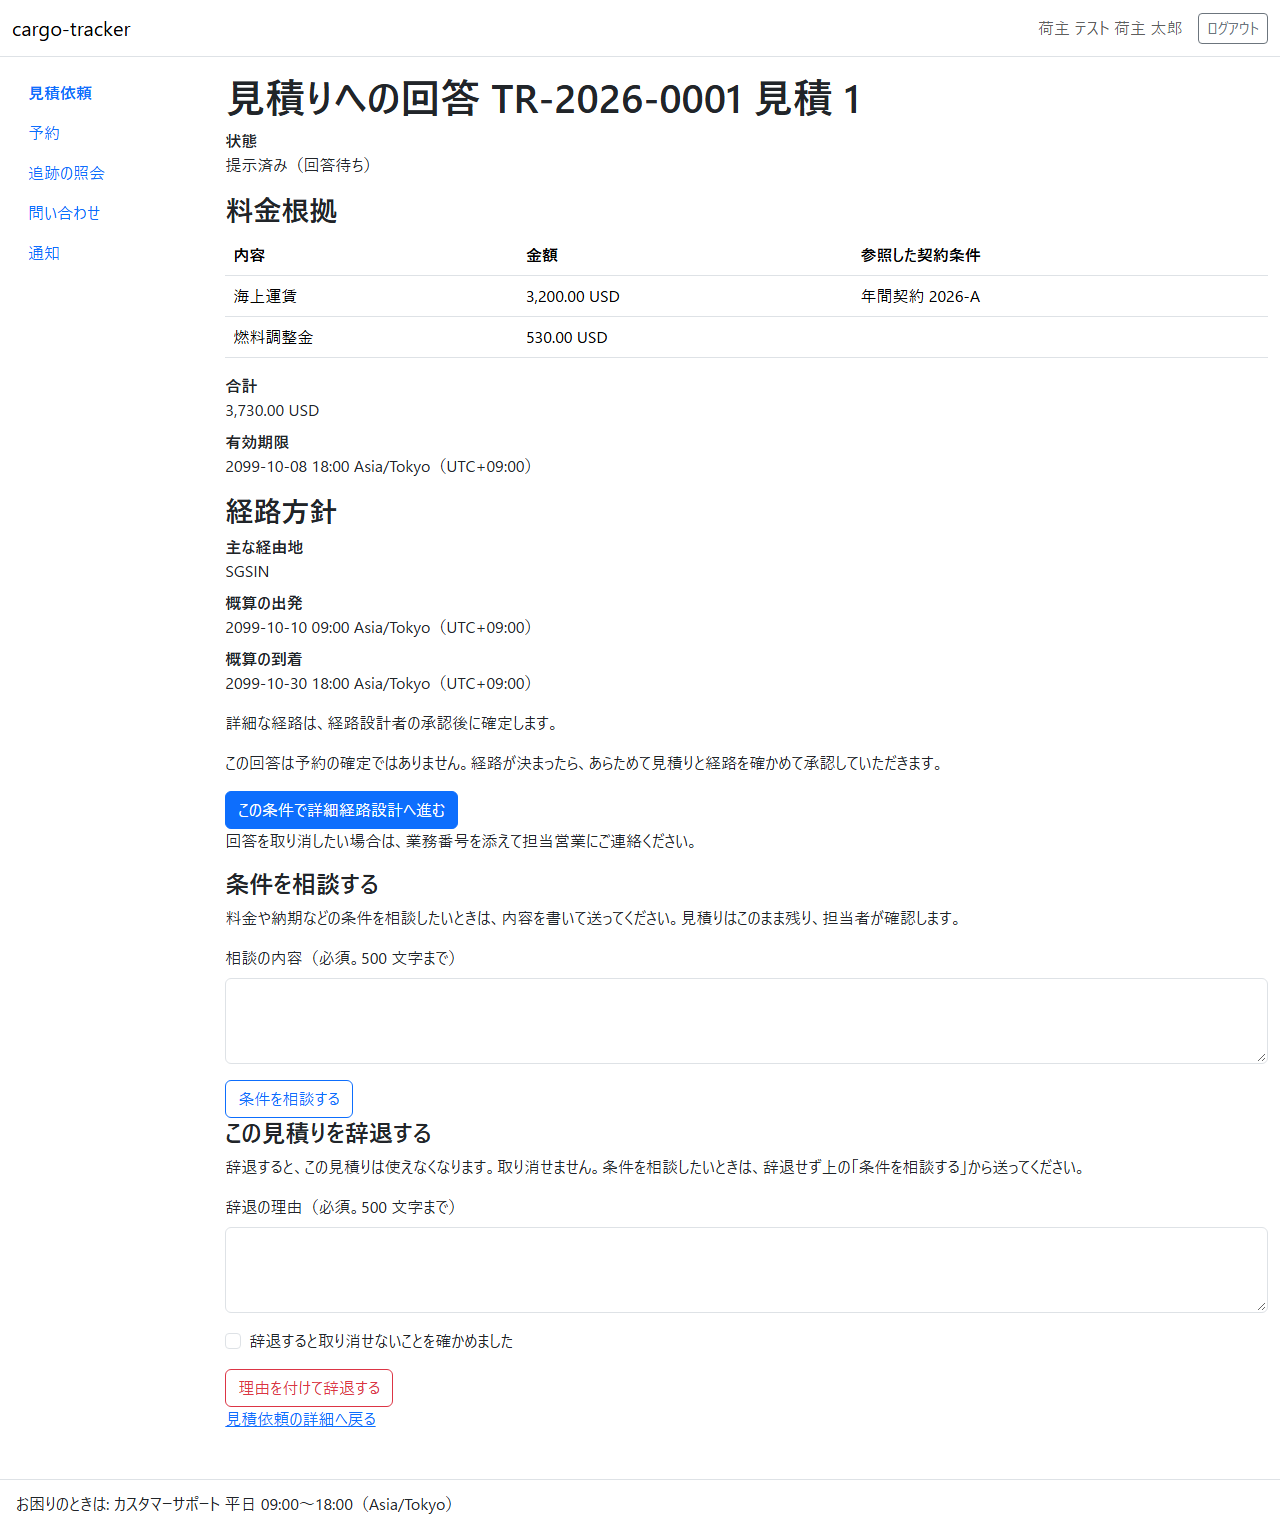 cargo-tracker
荷主 テスト 荷主 太郎
ログアウト
見積依頼
予約
追跡の照会
問い合わせ
通知
見積りへの回答 TR-2026-0001 見積 1
状態
提示済み（回答待ち）
料金根拠
内容 金額 参照した契約条件
海上運賃 3,200.00 USD 年間契約 2026-A
燃料調整金 530.00 USD
合計
3,730.00 USD
有効期限
2099-10-08 18:00 Asia/Tokyo（UTC+09:00）
経路方針
主な経由地
SGSIN
概算の出発
2099-10-10 09:00 Asia/Tokyo（UTC+09:00）
概算の到着
2099-10-30 18:00 Asia/Tokyo（UTC+09:00）
詳細な経路は、経路設計者の承認後に確定します。
この回答は予約の確定ではありません。経路が決まったら、あらためて見積りと経路を確かめて承認していただきます。
この条件で詳細経路設計へ進む
回答を取り消したい場合は、業務番号を添えて担当営業にご連絡ください。
条件を相談する
料金や納期などの条件を相談したいときは、内容を書いて送ってください。見積りはこのまま残り、担当者が確認します。
相談の内容（必須。500 文字まで）
条件を相談する
この見積りを辞退する
辞退すると、この見積りは使えなくなります。取り消せません。条件を相談したいときは、辞退せず上の「条件を相談する」から送ってください。
辞退の理由（必須。500 文字まで）
辞退すると取り消せないことを確かめました
理由を付けて辞退する
見積依頼の詳細へ戻る
お困りのときは: カスタマーサポート 平日 09:00～18:00（Asia/Tokyo）